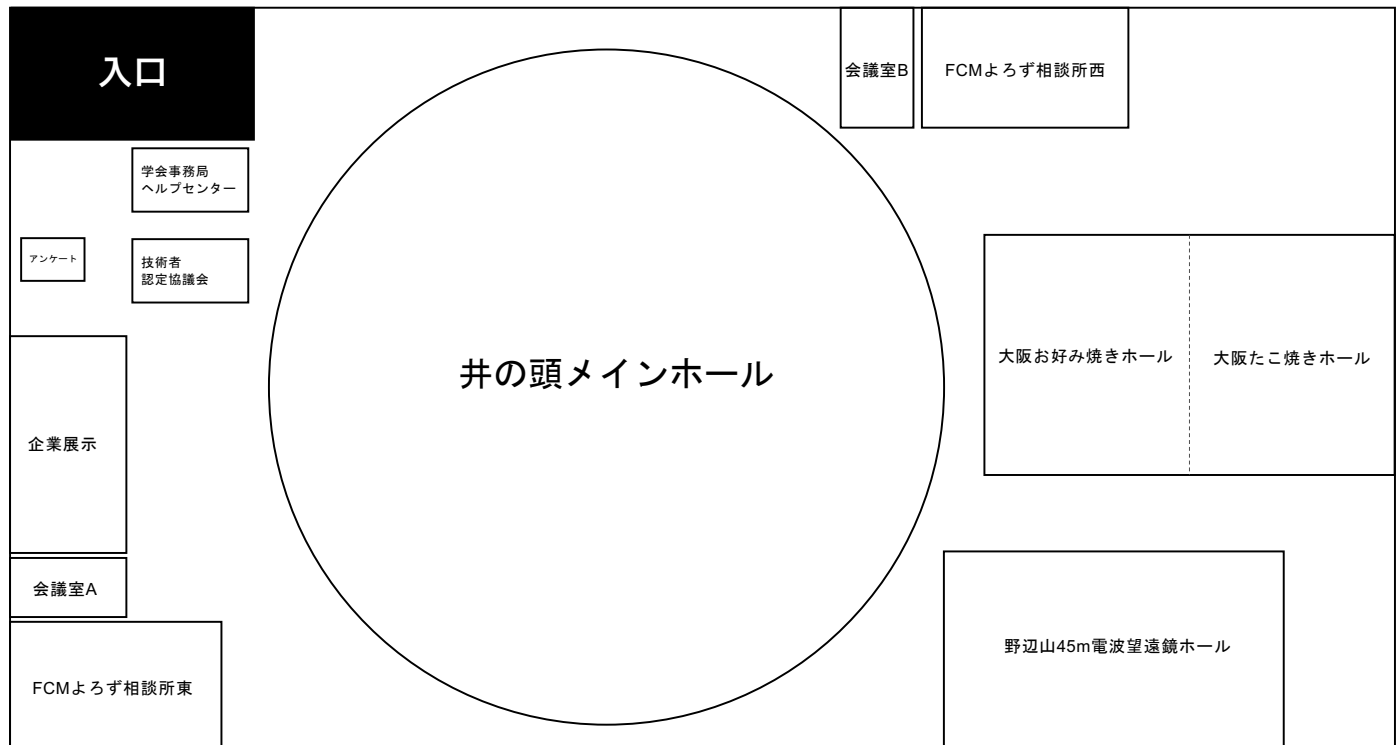 入口
会議室B
FCMよろず相談所西
学会事務局
ヘルプセンター
アンケート
技術者
認定協議会
井の頭メインホール
大阪お好み焼きホール
大阪たこ焼きホール
企業展示
会議室A
野辺山45m電波望遠鏡ホール
FCMよろず相談所東